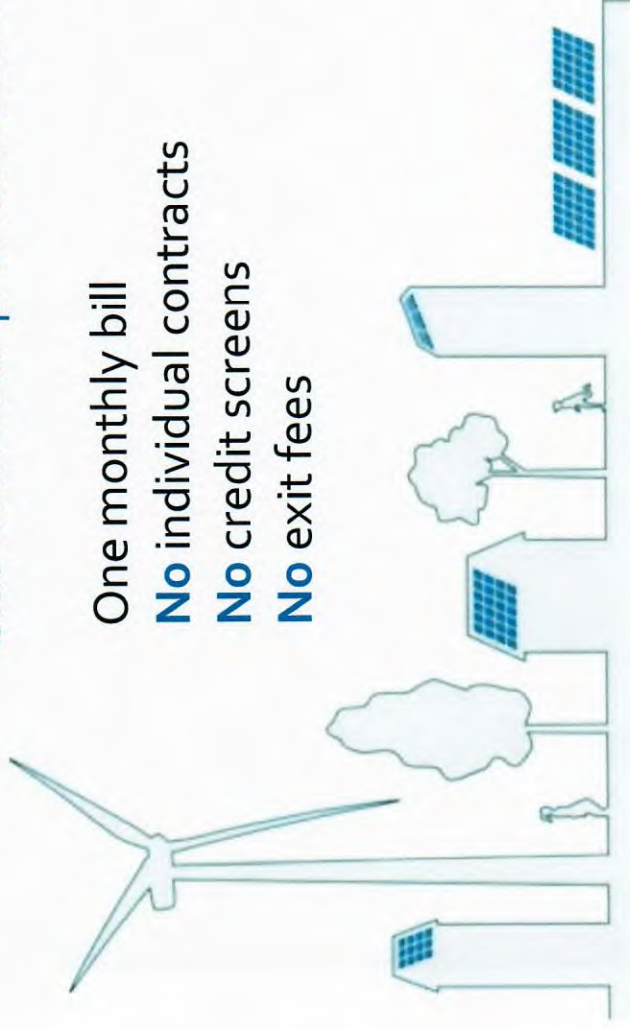 One monthly bill
No individual contracts
No credit screens
No exit fees